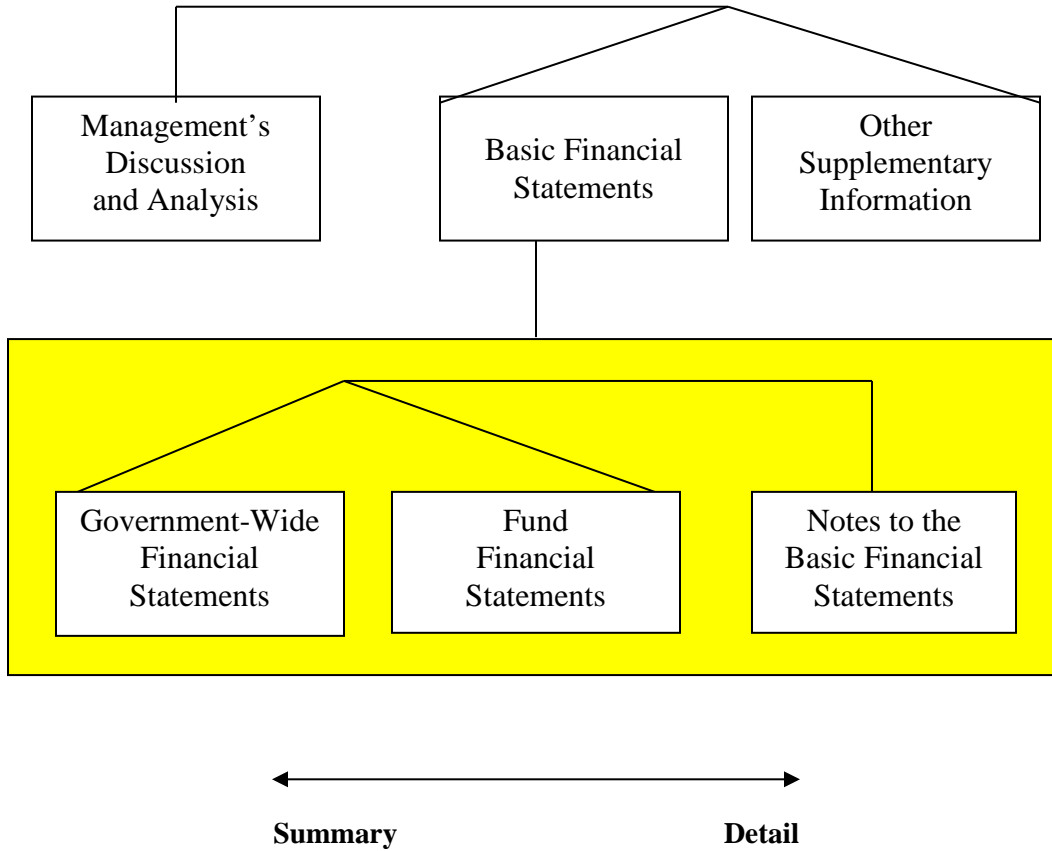 Management’s
Discussion
and Analysis
Basic Financial
Statements
Other
Supplementary
Information
Government-Wide
Financial
Statements
Fund
Financial
Statements
Notes to the
Basic Financial
Statements
Summary
Detail